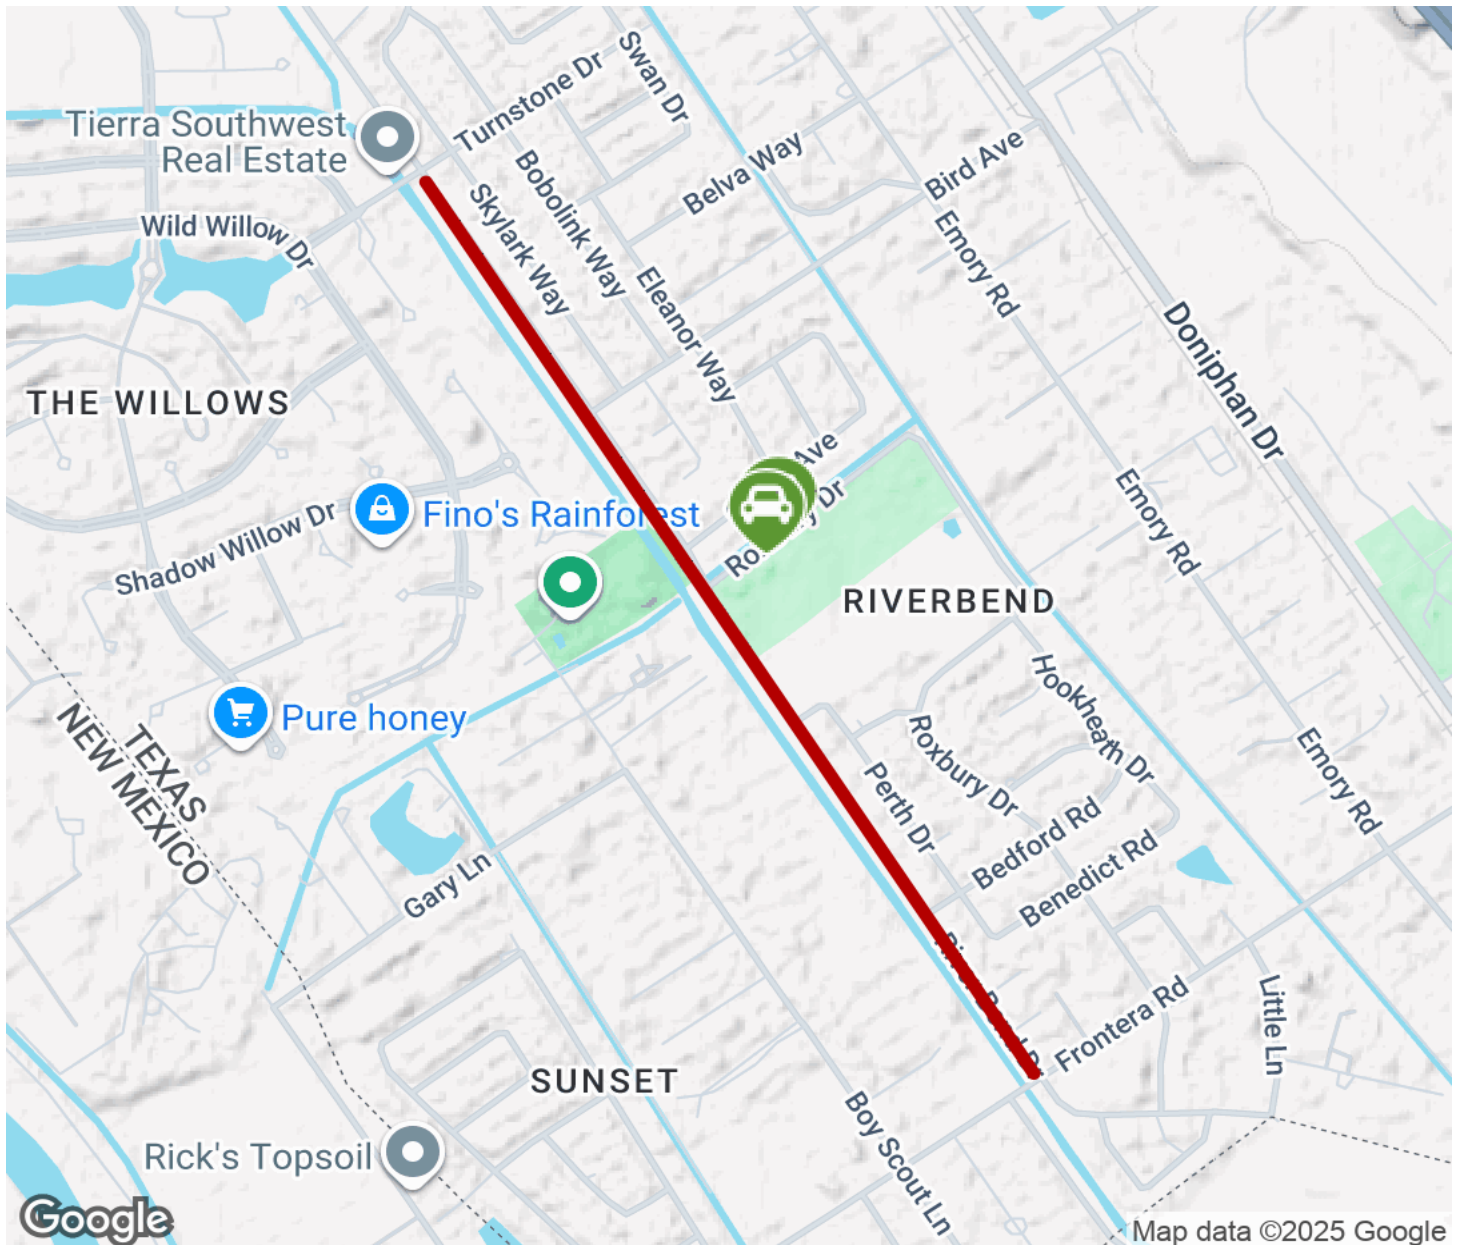 Swan Dr
Turnstone Dr
Tierra Southwest
Real Estate
Belva Way
Bird Ave
Bobolink Way
Skylark Way
Wild Willow Dr
Eleanor Way
Emory Rd
Doniphan Dr
THE WILLOWS
Ave
Dr
Fino's Rainforest
Shadow Willow Dr
Emory Rd
RIVERBEND
Hookheath Dr
Pure honey
TEXAS
NEW MEXICO
Roxbury Dr
Perth Dr
Emory Rd
Bedford Rd
Benedict Rd
Gary Ln
River Bend Dr
Little Ln
Frontera Rd
SUNSET
Boy Scout Ln
Rick's Topsoil
Google
Map data ©2025 Google